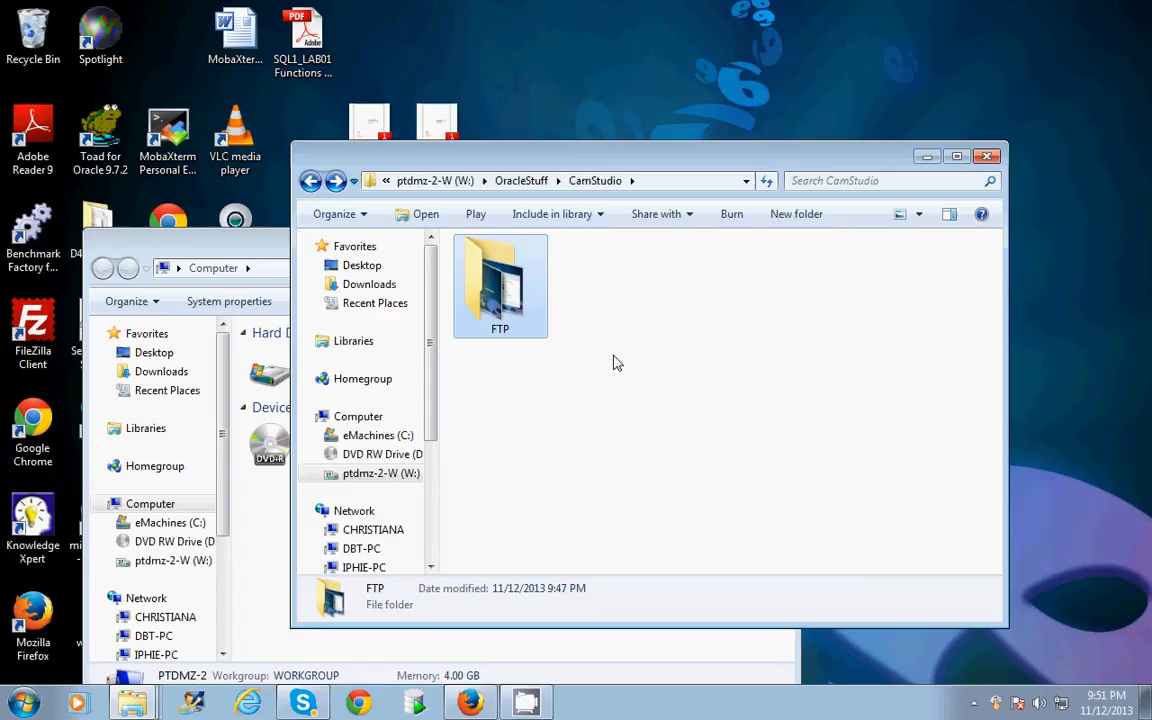 Recycle Bin
Spotlight
MobaXter...
PDF
Adobe
SQL1_LAB01
Functions ...
Adobe
Reader 9
Toad for
Oracle 9.7.2
MobaXterm
Personal E...
VLC media
player
Benchmark
Factory f...
FileZilla
Client
Google
Chrome
Knowledge
Xpert
Mozilla
Firefox
Computer
Organize
System properties
Favorites
Desktop
Downloads
Recent Places
Libraries
Homegroup
Computer
eMachines (C:)
DVD RW Drive (D
ptdmz-2-W (W:)
Network
CHRISTIANA
DBT-PC
IPHIE-PC
Hard D
Device
DVD+R
PTDMZ-2 Workgroup: WORKGROUP Memory: 4.00 GB
« ptdmz-2-W (W:) OracleStuff CamStudio
Search CamStudio
Organize Open Play Include in library Share with Burn New folder
Favorites
Desktop
Downloads
Recent Places
Libraries
Homegroup
Computer
eMachines (C:)
DVD RW Drive (D
ptdmz-2-W (W:)
Network
CHRISTIANA
DBT-PC
IPHIE-PC
FTP
FTP Date modified: 11/12/2013 9:47 PM
File folder
9:51 PM
11/12/2013